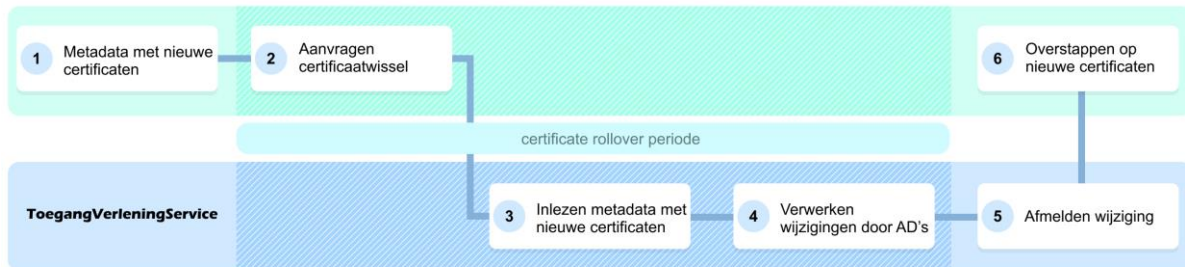 1
Metadata met nieuwe
certificaten
2
Aanvragen
certificaatwissel
6
Overstappen op
nieuwe certificaten
certificate rollover periode
ToegangVerleningService
3
Inlezen metadata met
nieuwe certificaten
4
Verwerken
wijzigingen door AD's
5
Afmelden wijziging